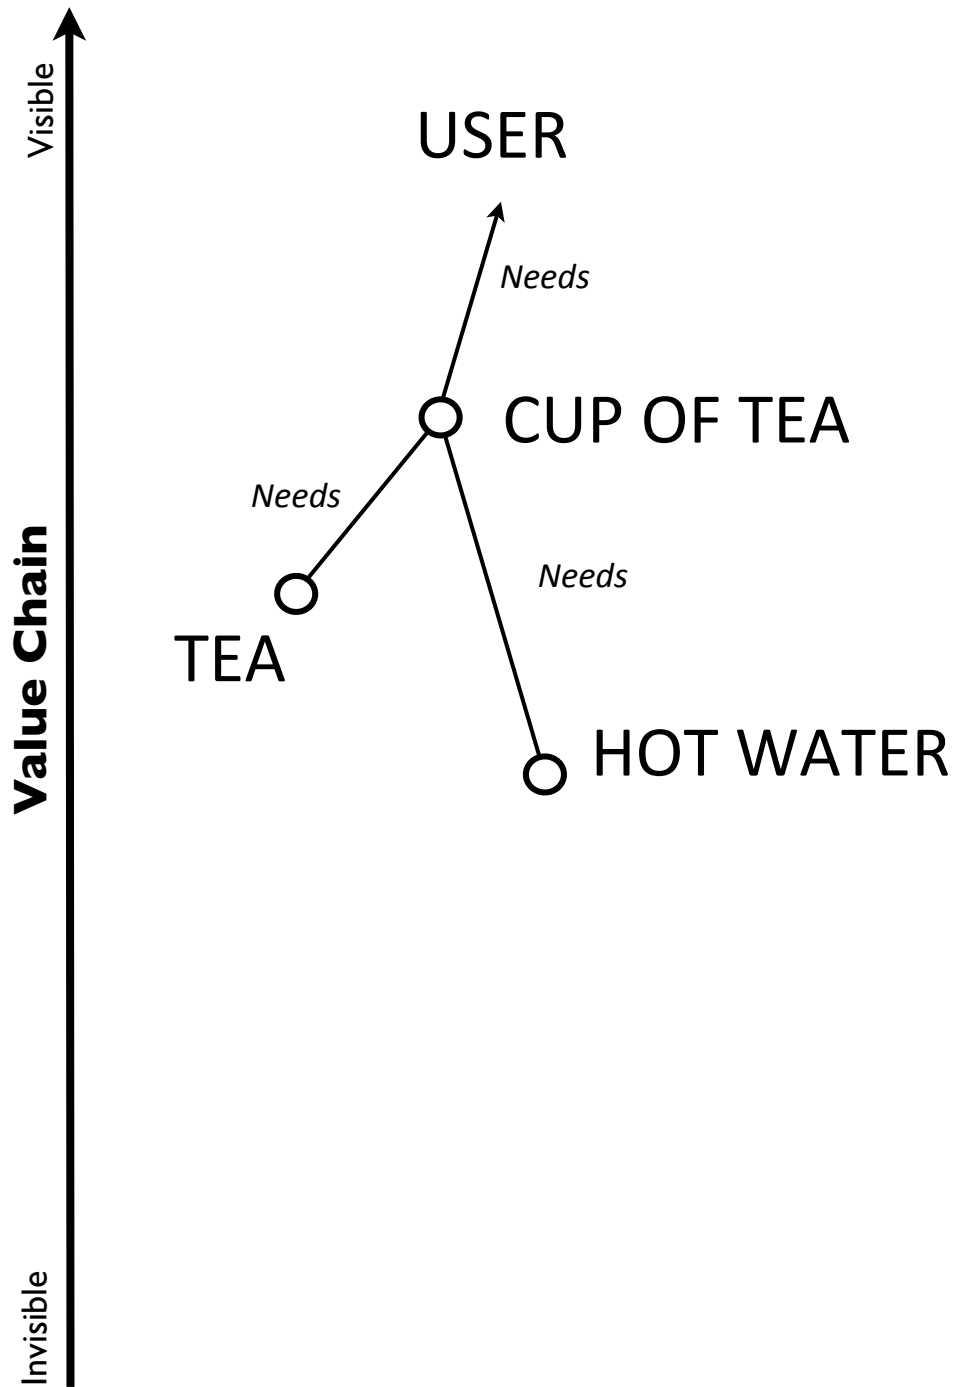 Visible
USER
Needs
CUP OF TEA
Needs
Needs
TEA
Value Chain
HOT WATER
Invisible